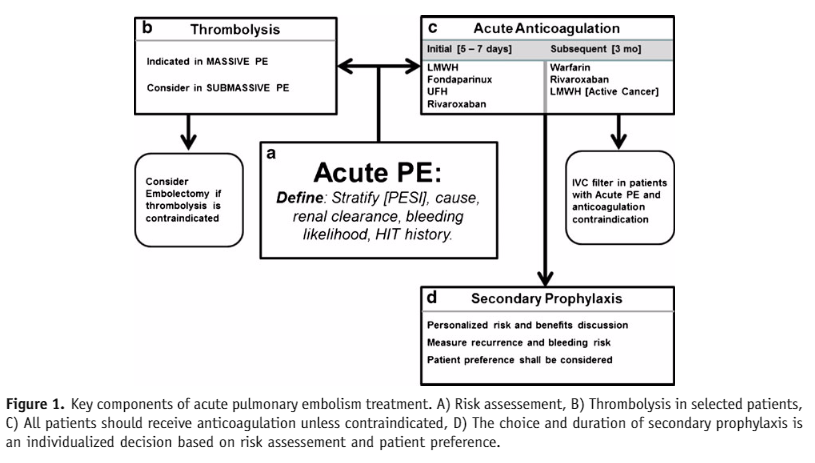 b
Thrombolysis
Indicated in MASSIVE PE
Consider in SUBMASSIVE PE
c
Acute Anticoagulation
Initial [5 – 7 days]
Subsequent [3 mo]
LMWH
Fondaparinux
UFH
Rivaroxaban
Warfarin
Rivaroxaban
LMWH [Active Cancer]
Consider
Embolectomy if
thrombolysis is
contraindicated
a
Acute PE:
Define: Stratify [PESI], cause,
renal clearance, bleeding
likelihood, HIT history.
IVC filter in patients
with Acute PE and
anticoagulation
contraindication
d
Secondary Prophylaxis
Personalized risk and benefits discussion
Measure recurrence and bleeding risk
Patient preference shall be considered
Figure 1. Key components of acute pulmonary embolism treatment. A) Risk assessement, B) Thrombolysis in selected patients,
C) All patients should receive anticoagulation unless contraindicated, D) The choice and duration of secondary prophylaxis is
an individualized decision based on risk assessement and patient preference.